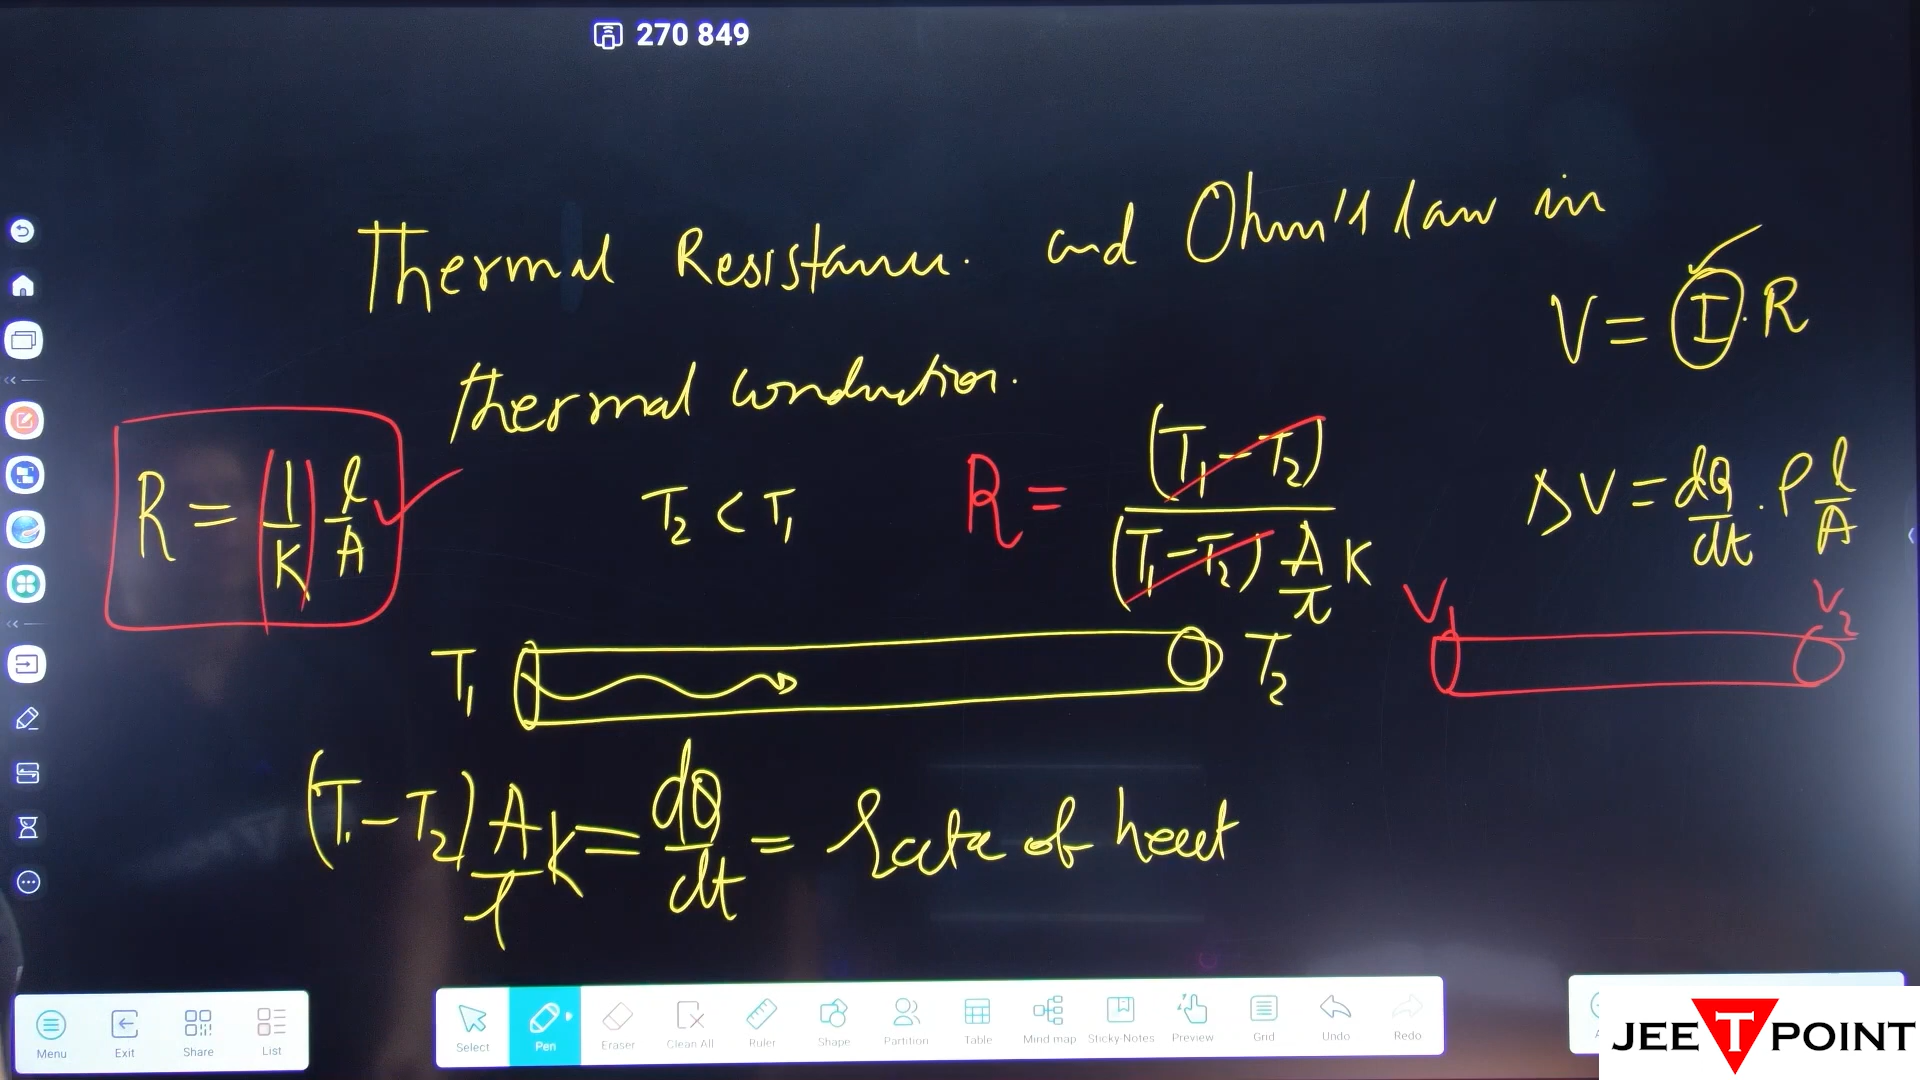 270 849
Thermal Resistance. and Ohm's law in
thermal conduction.
V = I · R
R = 1/K l/A
T₂ < T₁
R = (T₁ - T₂) / (T₁ - T₂) A/l K
ΔV = dQ/dt · ρ l/A
V₁ V₂
T₁ T₂
(T₁ - T₂) A/l K = dQ/dt = rate of heat
Menu Exit Share List
Select Pen Eraser Clean All Ruler Shape Partition Table Mind map Sticky-Notes Preview Grid Undo Redo
JEE T POINT